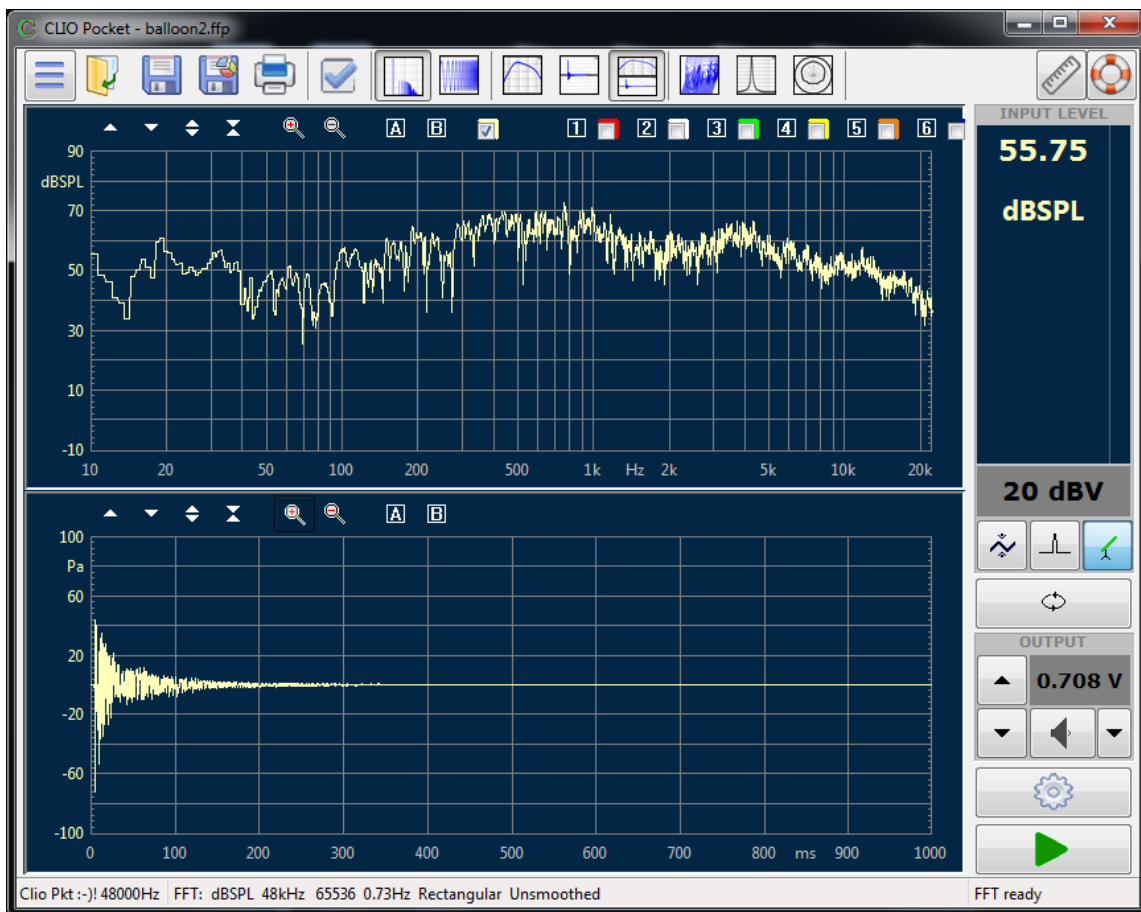 CLIO Pocket - balloon2.ffp
INPUT LEVEL
55.75
dBSPL
20 dBV
OUTPUT
0.708 V
A B 1 2 3 4 5 6
90
dBSPL
70
50
30
10
-10
10 20 50 100 200 500 1k Hz 2k 5k 10k 20k
A B
100
Pa
60
20
-20
-60
-100
0 100 200 300 400 500 600 700 800 ms 900 1000
Clio Pkt :-)! 48000Hz FFT: dBSPL 48kHz 65536 0.73Hz Rectangular Unsmoothed FFT ready